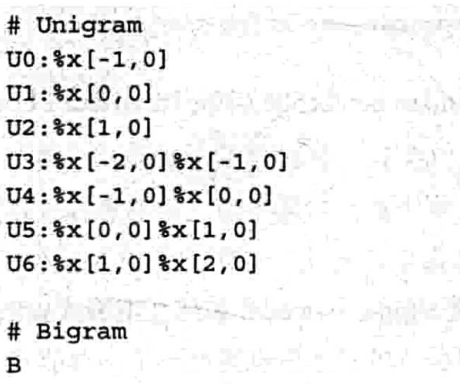 # Unigram
U0:%x[-1,0]
U1:%x[0,0]
U2:%x[1,0]
U3:%x[-2,0]%x[-1,0]
U4:%x[-1,0]%x[0,0]
U5:%x[0,0]%x[1,0]
U6:%x[1,0]%x[2,0]
# Bigram
B